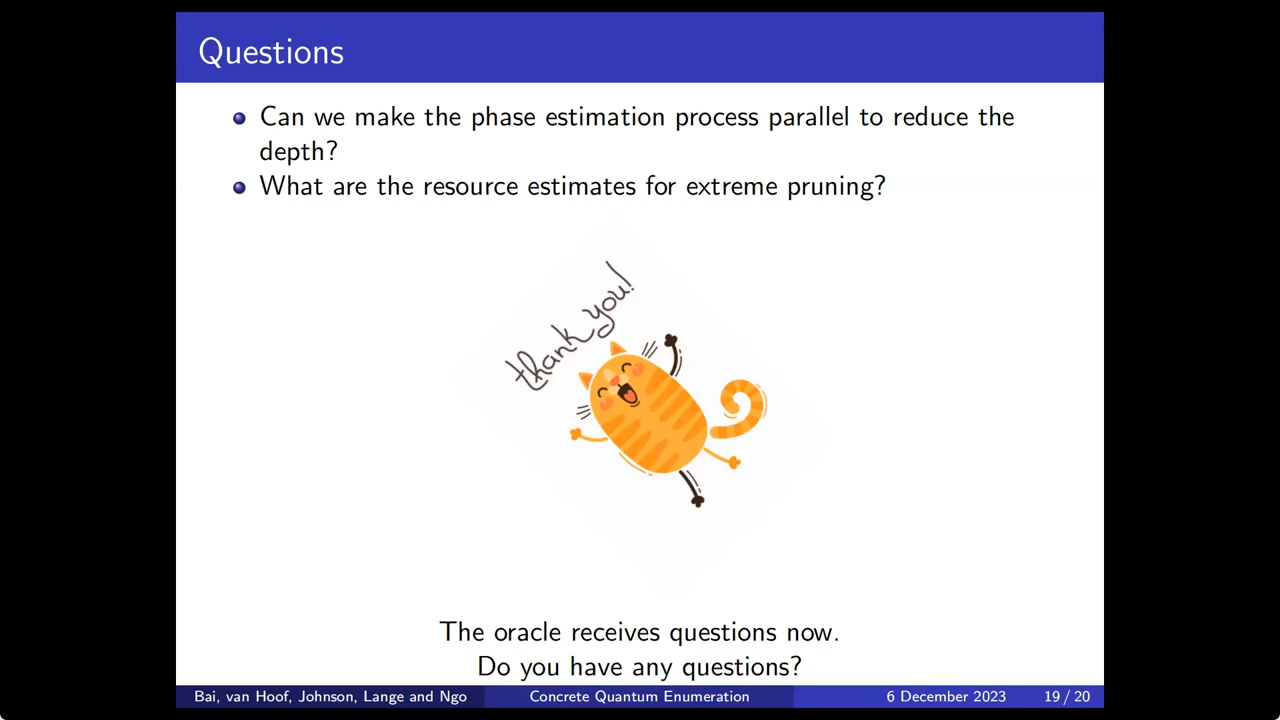 Questions
Can we make the phase estimation process parallel to reduce the
depth?
What are the resource estimates for extreme pruning?
thank you!
The oracle receives questions now.
Do you have any questions?
Bai, van Hoof, Johnson, Lange and Ngo Concrete Quantum Enumeration 6 December 2023 19 / 20